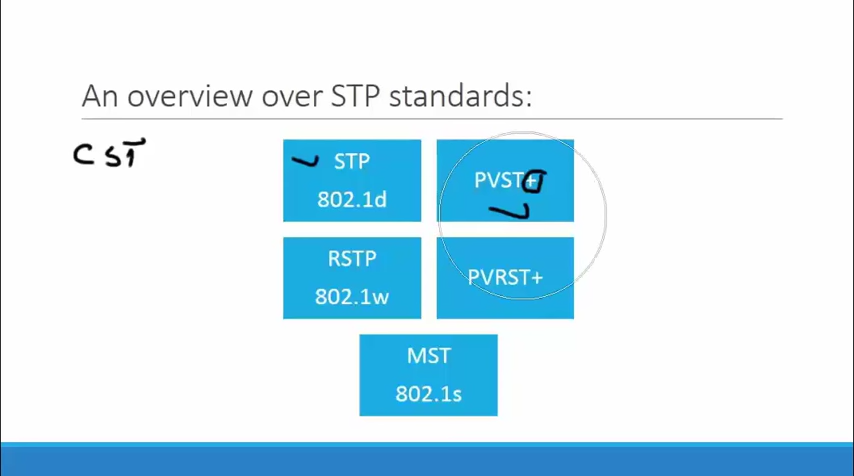 An overview over STP standards:
CST
STP
802.1d
PVST+
RSTP
802.1w
PVRST+
MST
802.1s